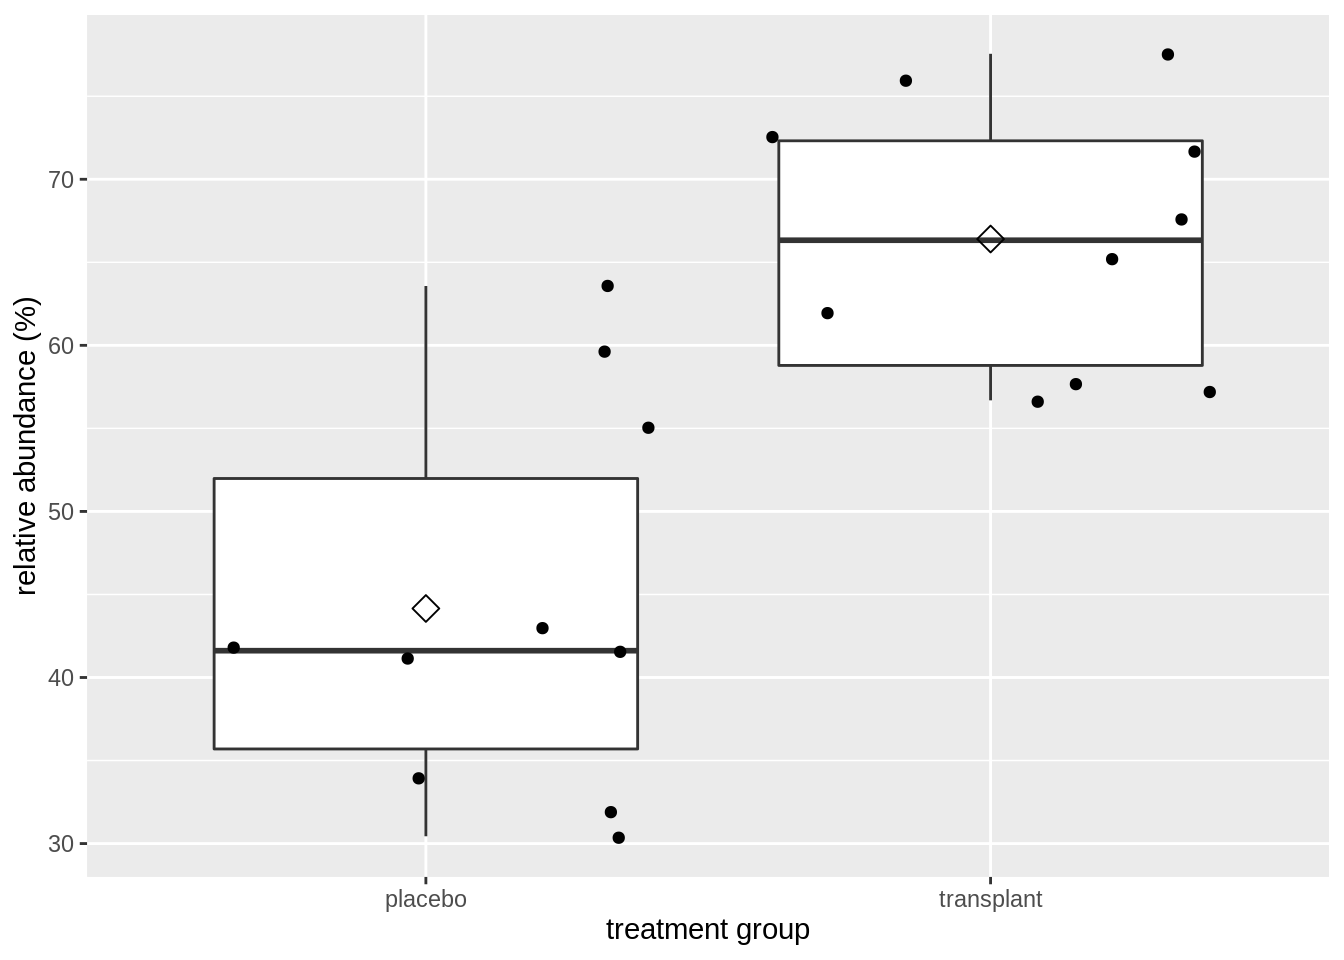 relative abundance (%)
70
60
50
40
30
placebo
transplant
treatment group